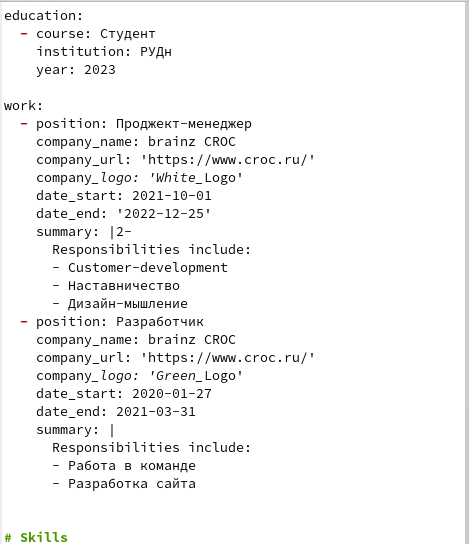 education:
  - course: Студент
    institution: РУДн
    year: 2023

work:
  - position: Проджект-менеджер
    company_name: brainz CROC
    company_url: 'https://www.croc.ru/'
    company_logo: 'White_Logo'
    date_start: 2021-10-01
    date_end: '2022-12-25'
    summary: |2-
      Responsibilities include:
      - Customer-development
      - Наставничество
      - Дизайн-мышление
  - position: Разработчик
    company_name: brainz CROC
    company_url: 'https://www.croc.ru/'
    company_logo: 'Green_Logo'
    date_start: 2020-01-27
    date_end: 2021-03-31
    summary: |
      Responsibilities include:
      - Работа в команде
      - Разработка сайта

# Skills